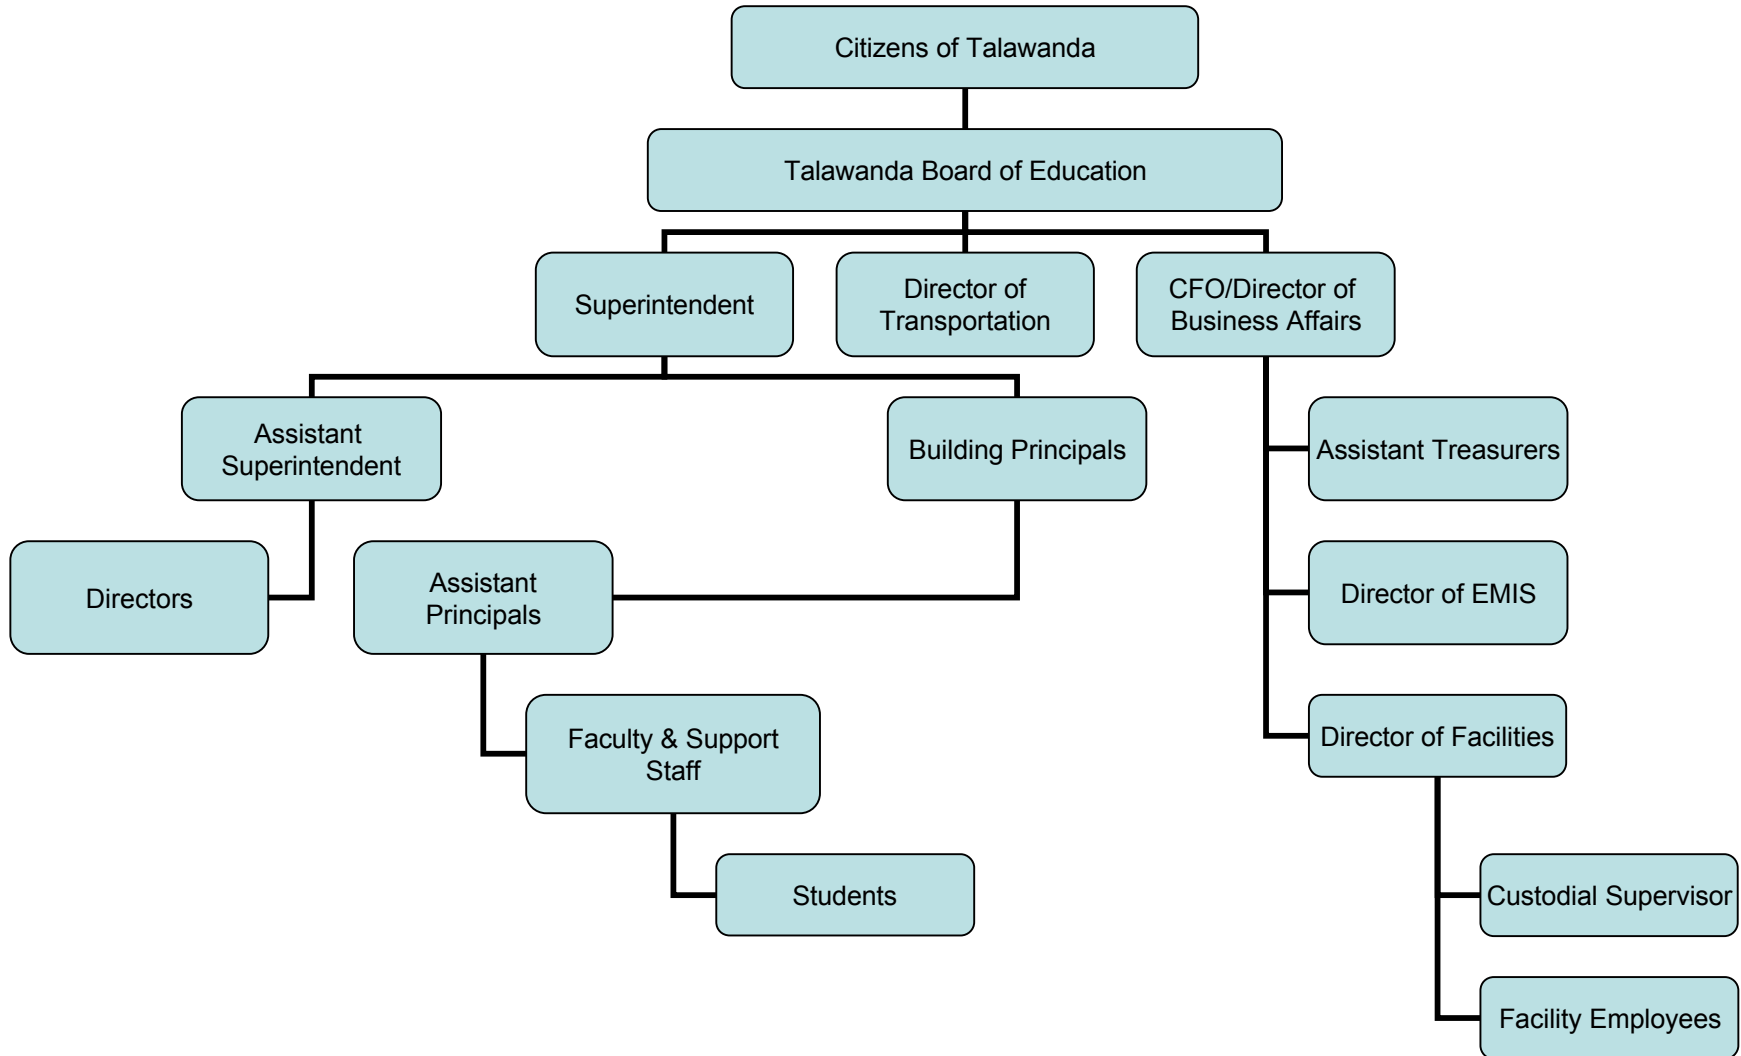 Citizens of Talawanda
Talawanda Board of Education
Superintendent
Director of
Transportation
CFO/Director of
Business Affairs
Assistant
Superintendent
Building Principals
Assistant Treasurers
Directors
Assistant
Principals
Director of EMIS
Faculty & Support
Staff
Director of Facilities
Students
Custodial Supervisor
Facility Employees